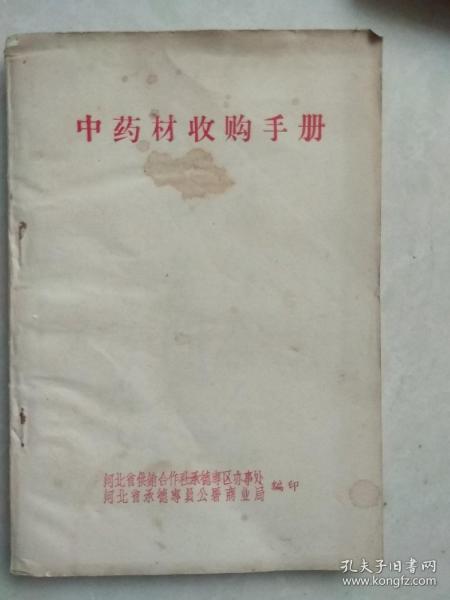 中药材收购手册
河北省供销合作社承德专区办事处
河北省承德专县公署商业局
编印
孔夫子旧书网
www.kongfz.com